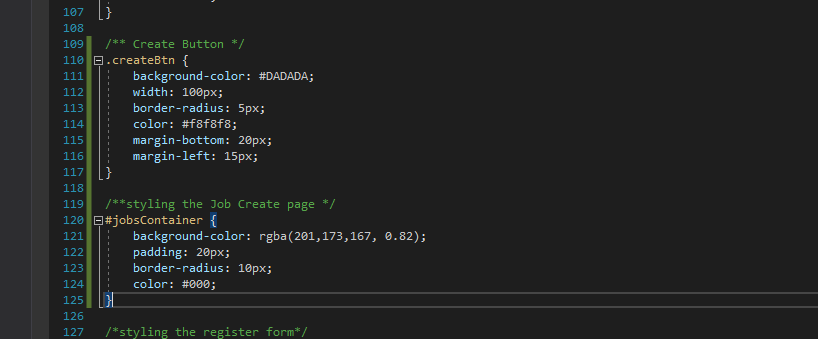 107 }
108
109 /** Create Button */
110 .createBtn {
111 background-color: #DADADA;
112 width: 100px;
113 border-radius: 5px;
114 color: #f8f8f8;
115 margin-bottom: 20px;
116 margin-left: 15px;
117 }
118
119 /**styling the Job Create page */
120 #jobsContainer {
121 background-color: rgba(201,173,167, 0.82);
122 padding: 20px;
123 border-radius: 10px;
124 color: #000;
125 }
126
127 /*styling the register form*/